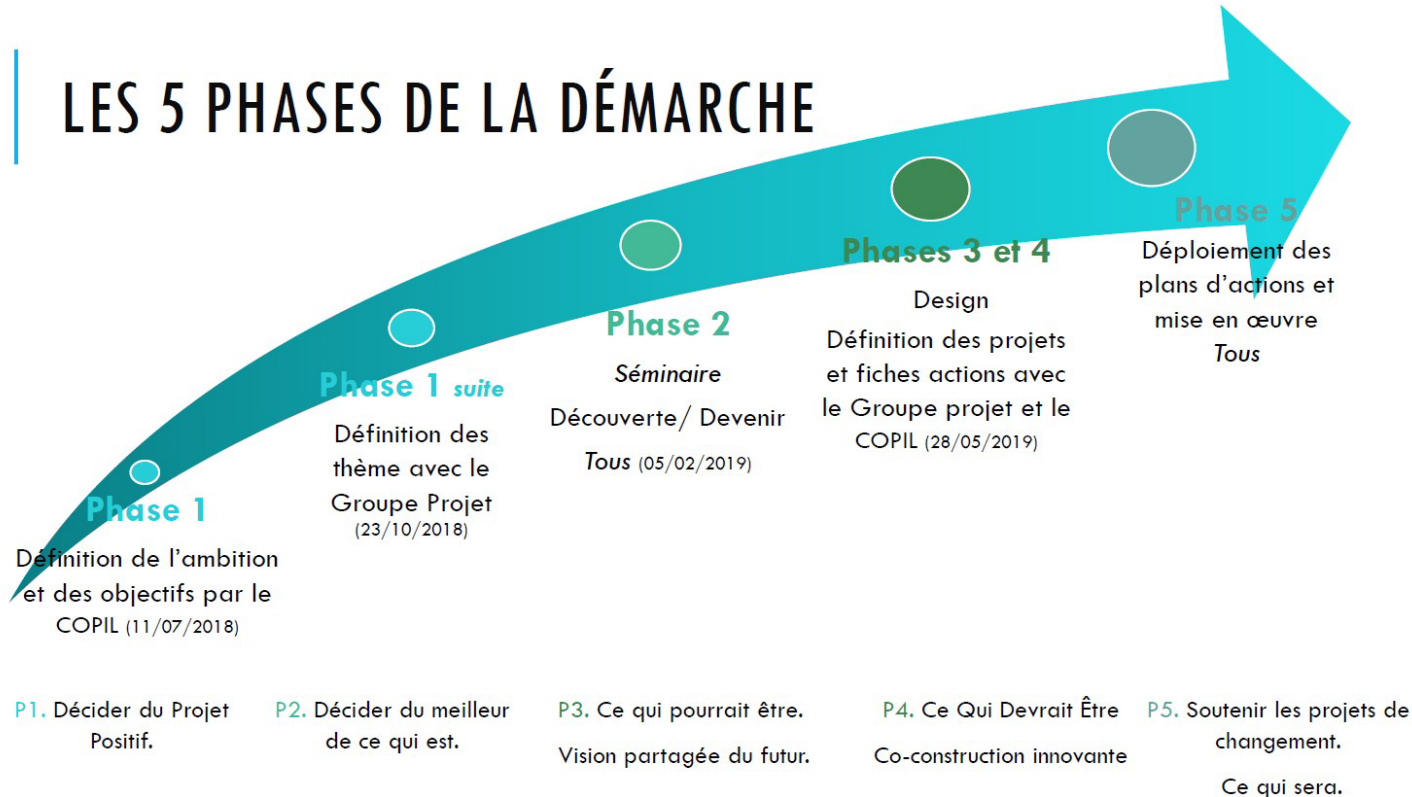 LES 5 PHASES DE LA DÉMARCHE
Phase 1
Définition de l'ambition
et des objectifs par le
COPIL (11/07/2018)
Phase 1 suite
Définition des
thème avec le
Groupe Projet
(23/10/2018)
Phase 2
Séminaire
Découverte/ Devenir
Tous (05/02/2019)
Phases 3 et 4
Design
Définition des projets
et fiches actions avec
le Groupe projet et le
COPIL (28/05/2019)
Phase 5
Déploiement des
plans d'actions et
mise en œuvre
Tous
P1. Décider du Projet
Positif.
P2. Décider du meilleur
de ce qui est.
P3. Ce qui pourrait être.
Vision partagée du futur.
P4. Ce Qui Devrait Être
Co-construction innovante
P5. Soutenir les projets de
changement.
Ce qui sera.